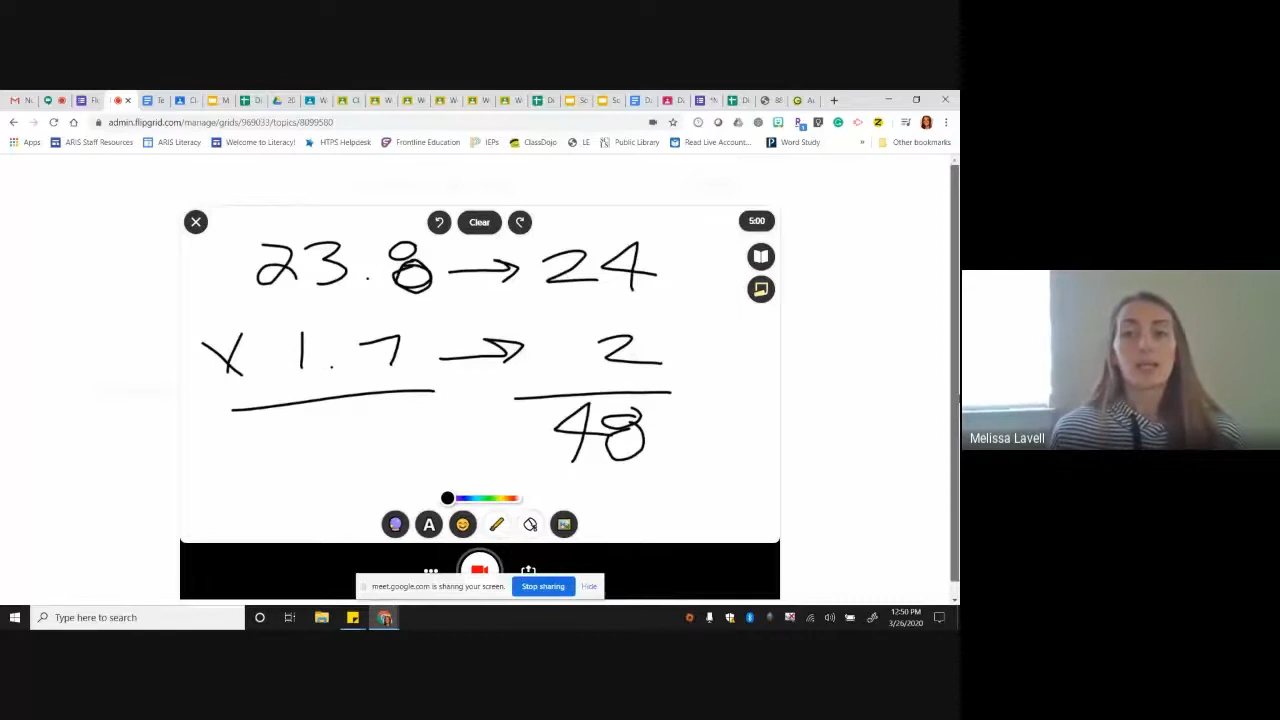 admin.flipgrid.com/manage/grids/969033/topics/8099580
Apps ARIS Staff Resources ARIS Literacy Welcome to Literacy! HTPS Helpdesk Frontline Education IEPs ClassDojo LE Public Library Read Live Account... Word Study » Other bookmarks
Clear 5:00
23.8 → 24
x 1.7 → 2
48
A
meet.google.com is sharing your screen. Stop sharing Hide
Type here to search
12:50 PM
3/26/2020
Melissa Lavell